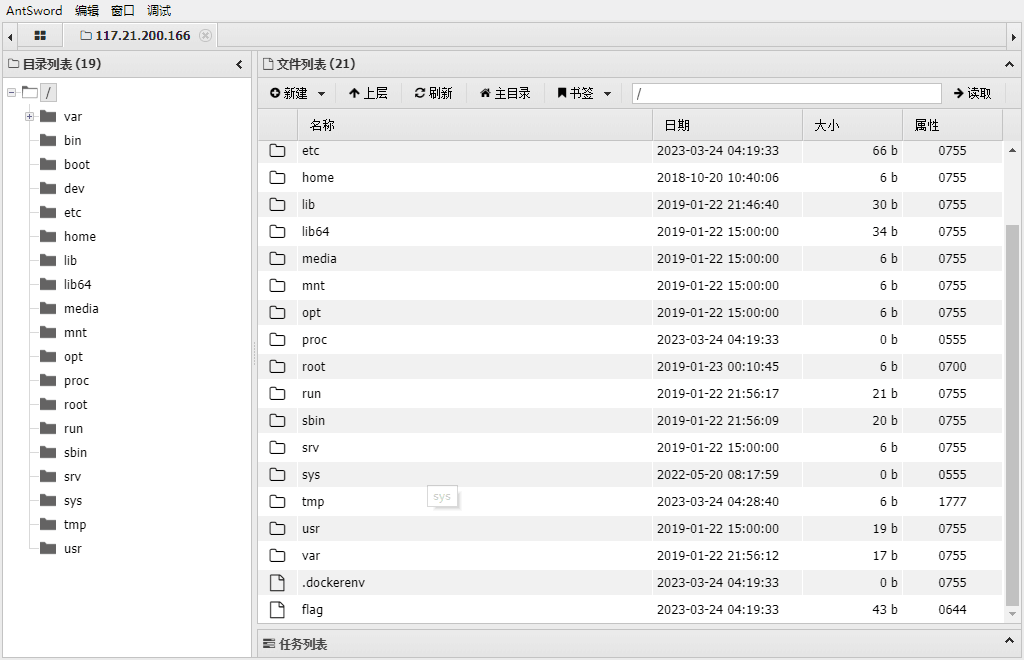 AntSword 编辑 窗口 调试
117.21.200.166
目录列表 (19)
/
var
bin
boot
dev
etc
home
lib
lib64
media
mnt
opt
proc
root
run
sbin
srv
sys
tmp
usr
文件列表 (21)
新建 上层 刷新 主目录 书签 / 读取
名称 日期 大小 属性
etc 2023-03-24 04:19:33 66 b 0755
home 2018-10-20 10:40:06 6 b 0755
lib 2019-01-22 21:46:40 30 b 0755
lib64 2019-01-22 15:00:00 34 b 0755
media 2019-01-22 15:00:00 6 b 0755
mnt 2019-01-22 15:00:00 6 b 0755
opt 2019-01-22 15:00:00 6 b 0755
proc 2023-03-24 04:19:33 0 b 0555
root 2019-01-23 00:10:45 6 b 0700
run 2019-01-22 21:56:17 21 b 0755
sbin 2019-01-22 21:56:09 20 b 0755
srv 2019-01-22 15:00:00 6 b 0755
sys 2022-05-20 08:17:59 0 b 0555
sys
tmp 2023-03-24 04:28:40 6 b 1777
usr 2019-01-22 15:00:00 19 b 0755
var 2019-01-22 21:56:12 17 b 0755
.dockerenv 2023-03-24 04:19:33 0 b 0755
flag 2023-03-24 04:19:33 43 b 0644
任务列表